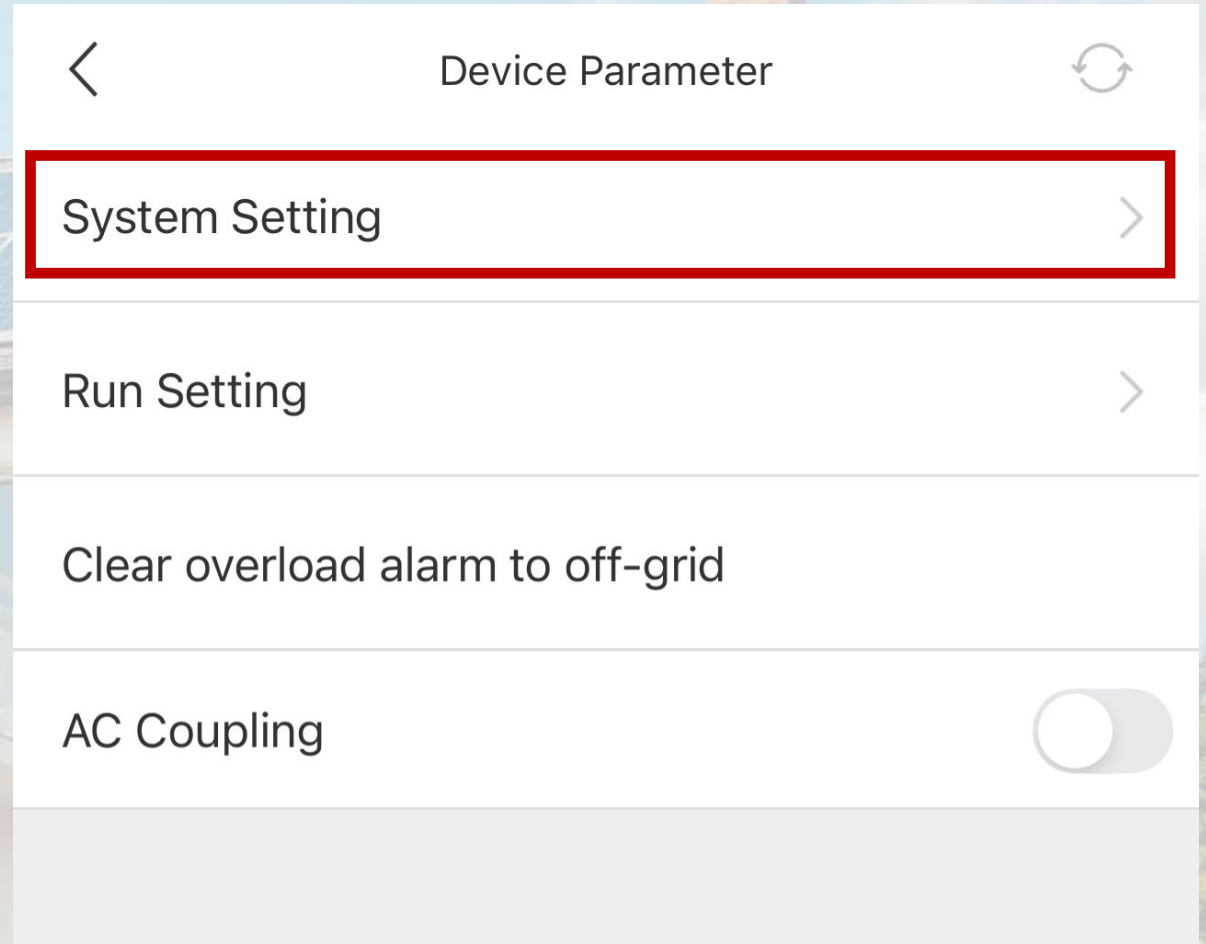 Device Parameter
System Setting
Run Setting
Clear overload alarm to off-grid
AC Coupling